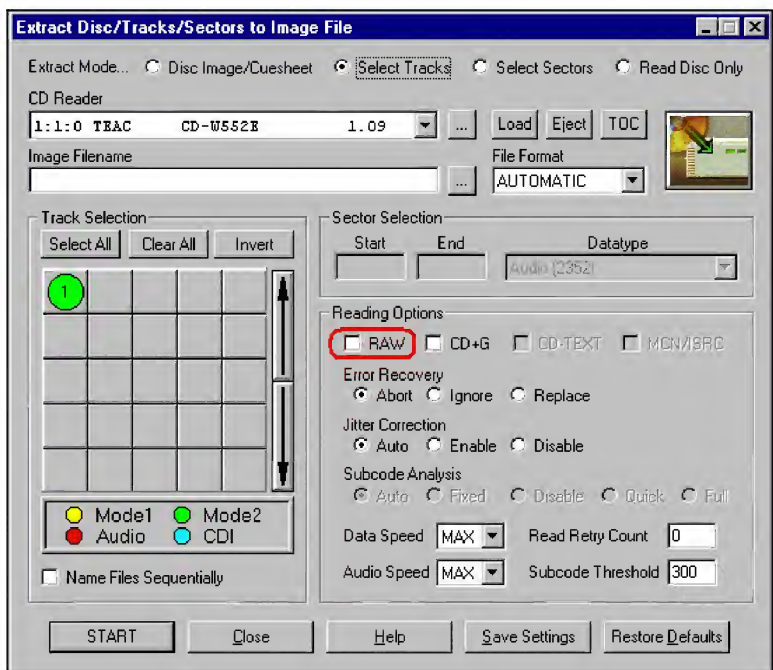 Extract Disc/Tracks/Sectors to Image File
Extract Mode... Disc Image/Cuesheet Select Tracks Select Sectors Read Disc Only
CD Reader
1:1:0 TEAC CD-W552E 1.09 ... Load Eject TOC
Image Filename File Format
... AUTOMATIC
Track Selection Sector Selection
Select All Clear All Invert Start End Datatype
Audio (2352)
1
Reading Options
RAW CD+G CD-TEXT MCN/ISRC
Error Recovery
Abort Ignore Replace
Jitter Correction
Auto Enable Disable
Subcode Analysis
Auto Fixed Disable Quick Full
Mode1 Mode2
Audio CDI
Data Speed MAX Read Retry Count 0
Name Files Sequentially
Audio Speed MAX Subcode Threshold 300
START Close Help Save Settings Restore Defaults